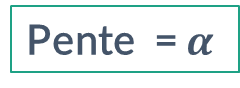 Pente = α